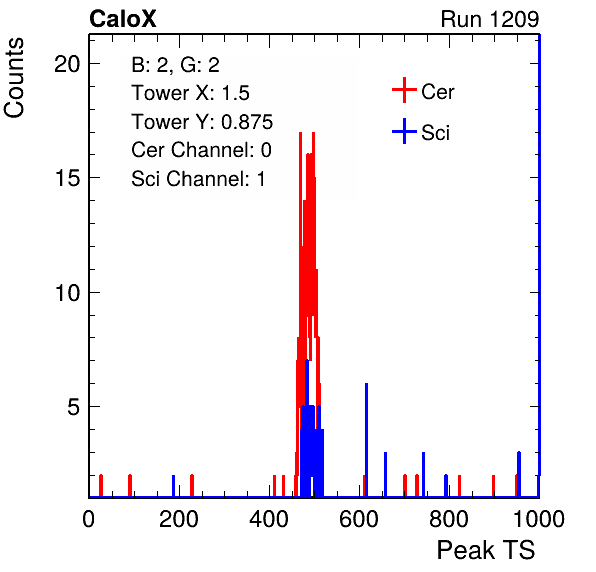 CaloX
Run 1209
Counts
B: 2, G: 2
Tower X: 1.5
Tower Y: 0.875
Cer Channel: 0
Sci Channel: 1
Cer
Sci
20
15
10
5
0 200 400 600 800 1000
Peak TS